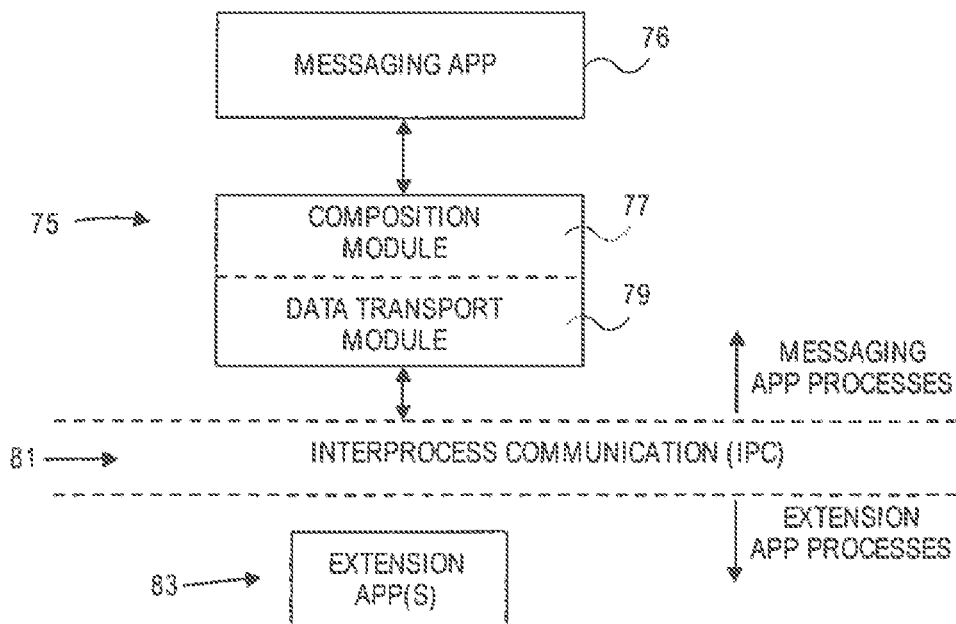 76
MESSAGING APP
75
COMPOSITION
MODULE
77
DATA TRANSPORT
MODULE
79
MESSAGING
APP PROCESSES
81
INTERPROCESS COMMUNICATION (IPC)
EXTENSION
APP PROCESSES
83
EXTENSION
APP(S)